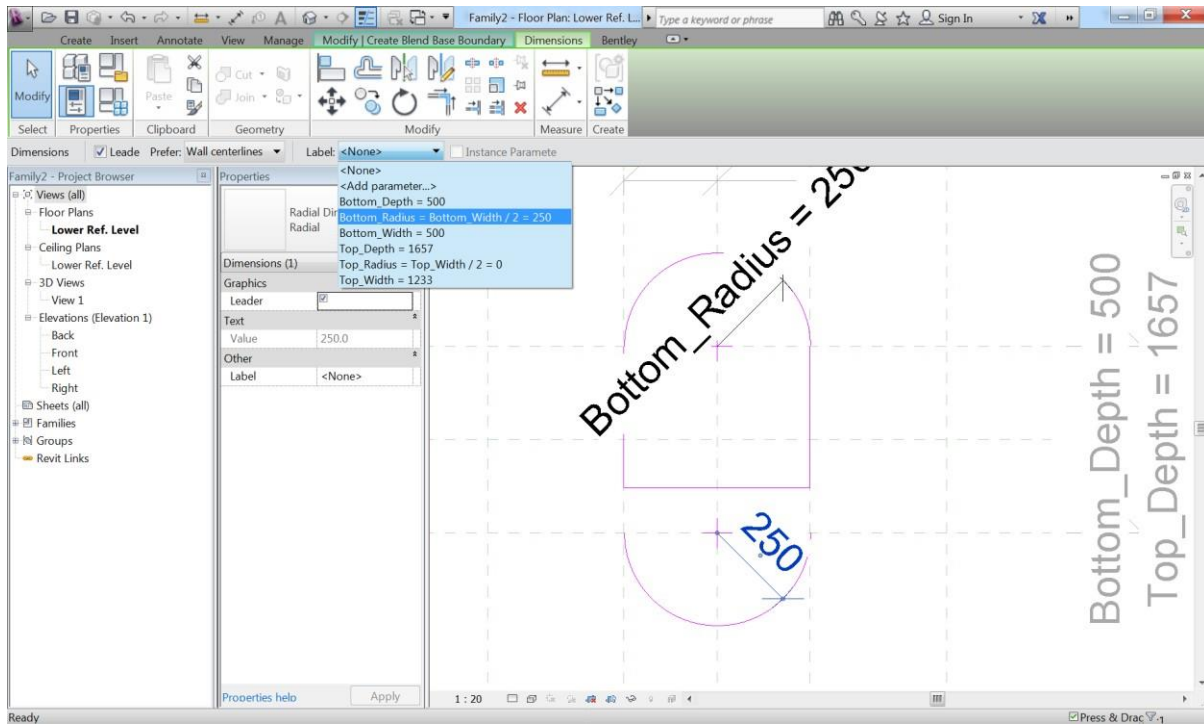 Family2 - Floor Plan: Lower Ref. L...
Type a keyword or phrase
Sign In
Create Insert Annotate View Manage Modify | Create Blend Base Boundary Dimensions Bentley
Modify
Paste
Cut
Join
Select Properties Clipboard Geometry Modify Measure Create
Dimensions Leade Prefer: Wall centerlines Label: <None> Instance Paramete
<None>
<Add parameter...>
Bottom_Depth = 500
Bottom_Radius = Bottom_Width / 2 = 250
Bottom_Width = 500
Top_Depth = 1657
Top_Radius = Top_Width / 2 = 0
Top_Width = 1233
Family2 - Project Browser
Views (all)
Floor Plans
Lower Ref. Level
Ceiling Plans
Lower Ref. Level
3D Views
View 1
Elevations (Elevation 1)
Back
Front
Left
Right
Sheets (all)
Families
Groups
Revit Links
Properties
Radial Dim
Radial
Dimensions (1)
Graphics
Leader
Text
Value 250.0
Other
Label <None>
Properties help
Apply
Bottom_Radius = 250
250
Bottom_Depth = 500
Top_Depth = 1657
1 : 20
Ready
Press & Drac
:1